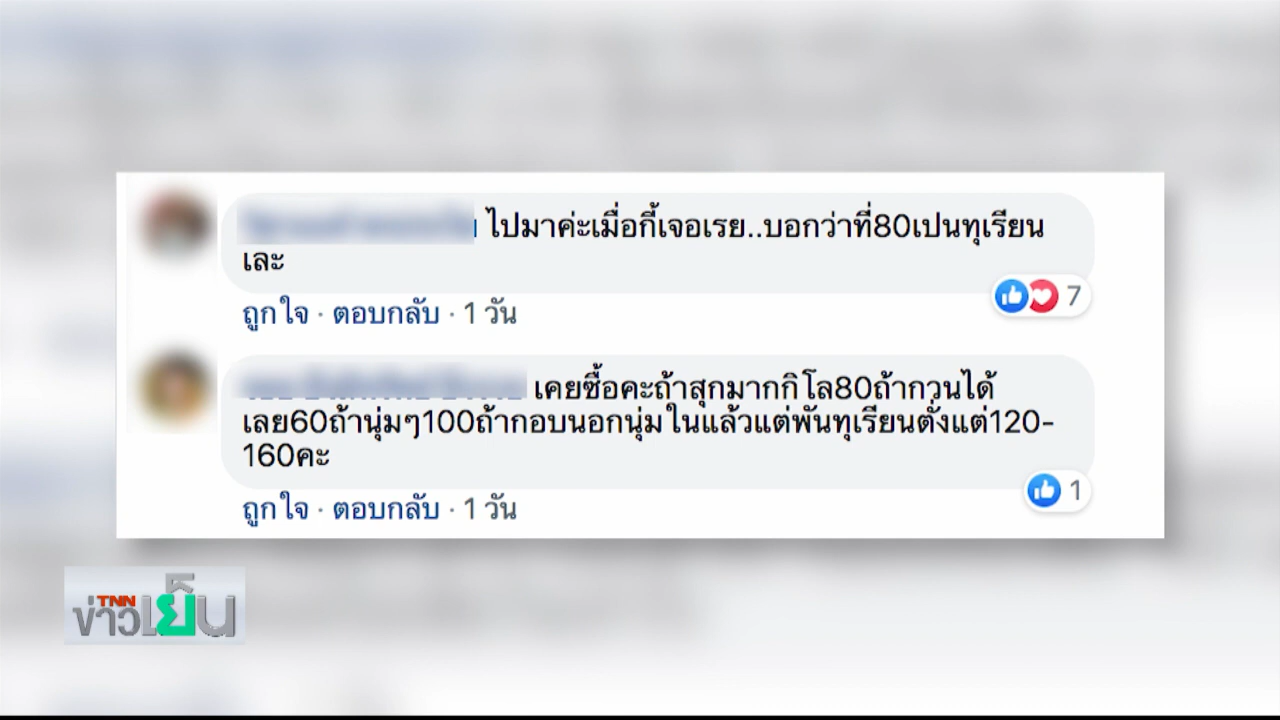 ไปมาค่ะเมื่อกี้เจอเรย..บอกว่าที่80เปนทุเรียน
เละ
7
ถูกใจ · ตอบกลับ · 1 วัน
เคยซื้อคะถ้าสุกมากกิโล80ถ้ากวนได้
เลย60ถ้านุ่มๆ100ถ้ากอบนอกนุ่มในแล้วแต่พันทุเรียนตั้งแต่120-
160คะ
1
ถูกใจ · ตอบกลับ · 1 วัน
TNN
ข่าวเย็น